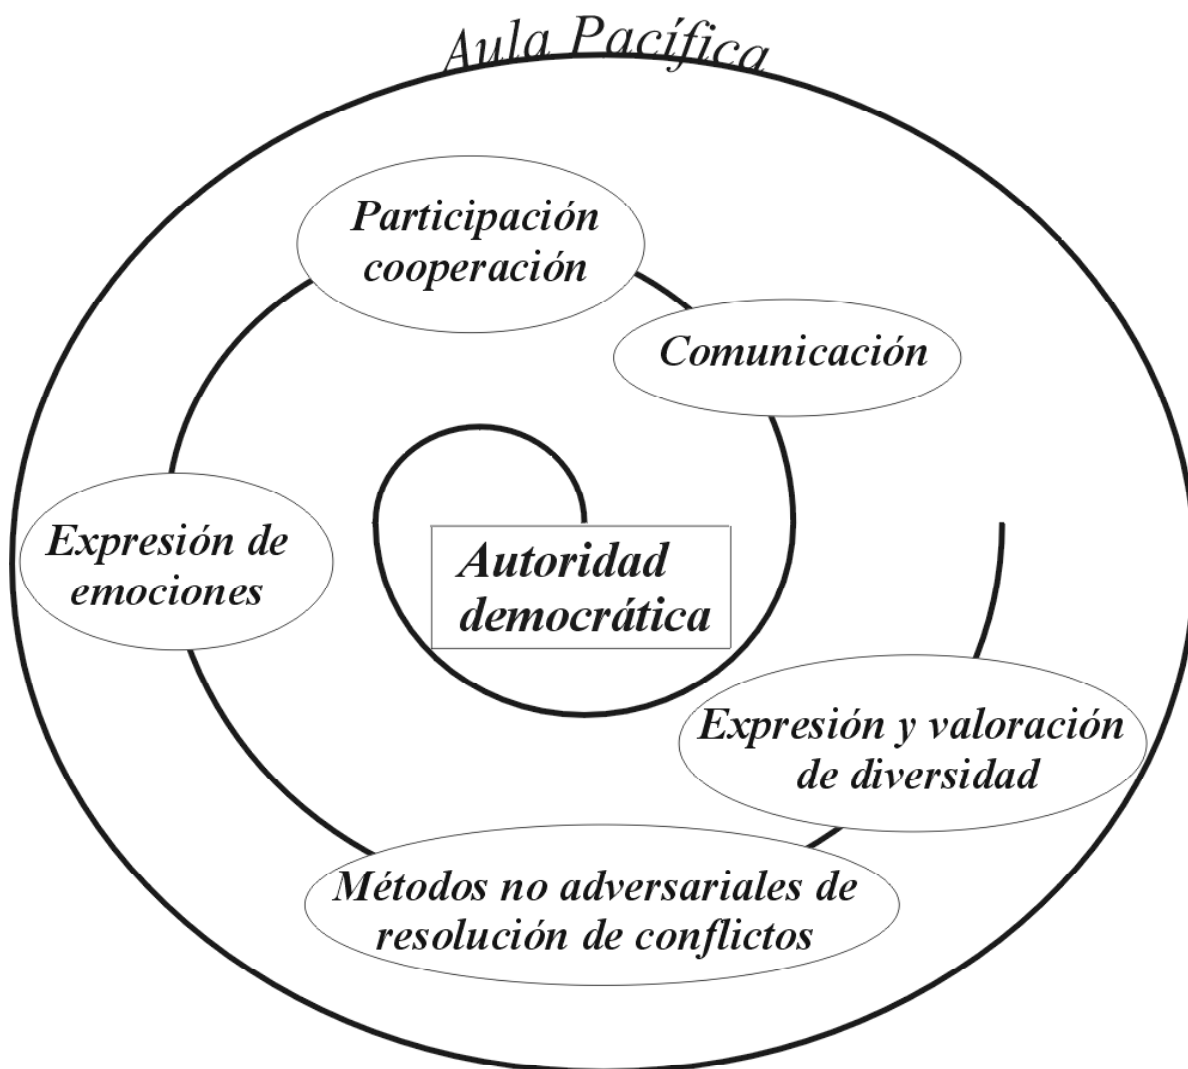 Aula Pacífica
Participación
cooperación
Comunicación
Expresión de
emociones
Autoridad
democrática
Expresión y valoración
de diversidad
Métodos no adversariales de
resolución de conflictos